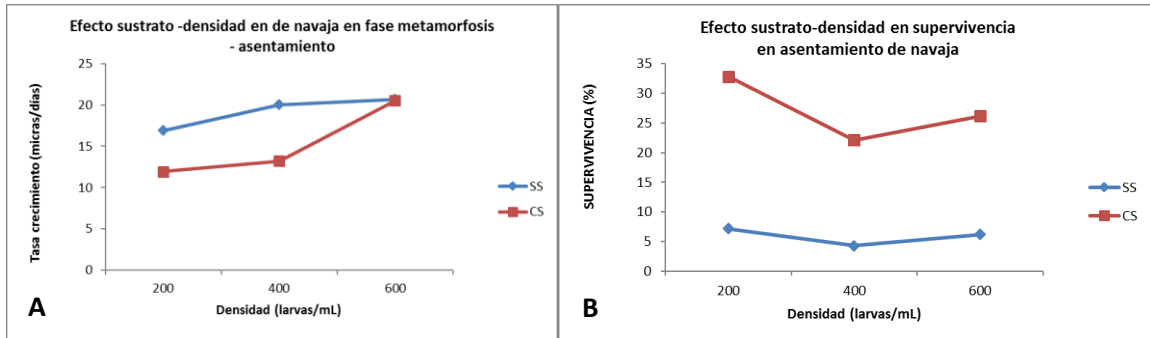 Efecto sustrato -densidad en de navaja en fase metamorfosis
- asentamiento
Tasa crecimiento (micras/días)
25
20
15
10
5
0
200
400
600
Densidad (larvas/mL)
SS
CS
A
Efecto sustrato-densidad en supervivencia
en asentamiento de navaja
SUPERVIVENCIA (%)
35
30
25
20
15
10
5
0
200
400
600
Densidad (larvas/mL)
SS
CS
B